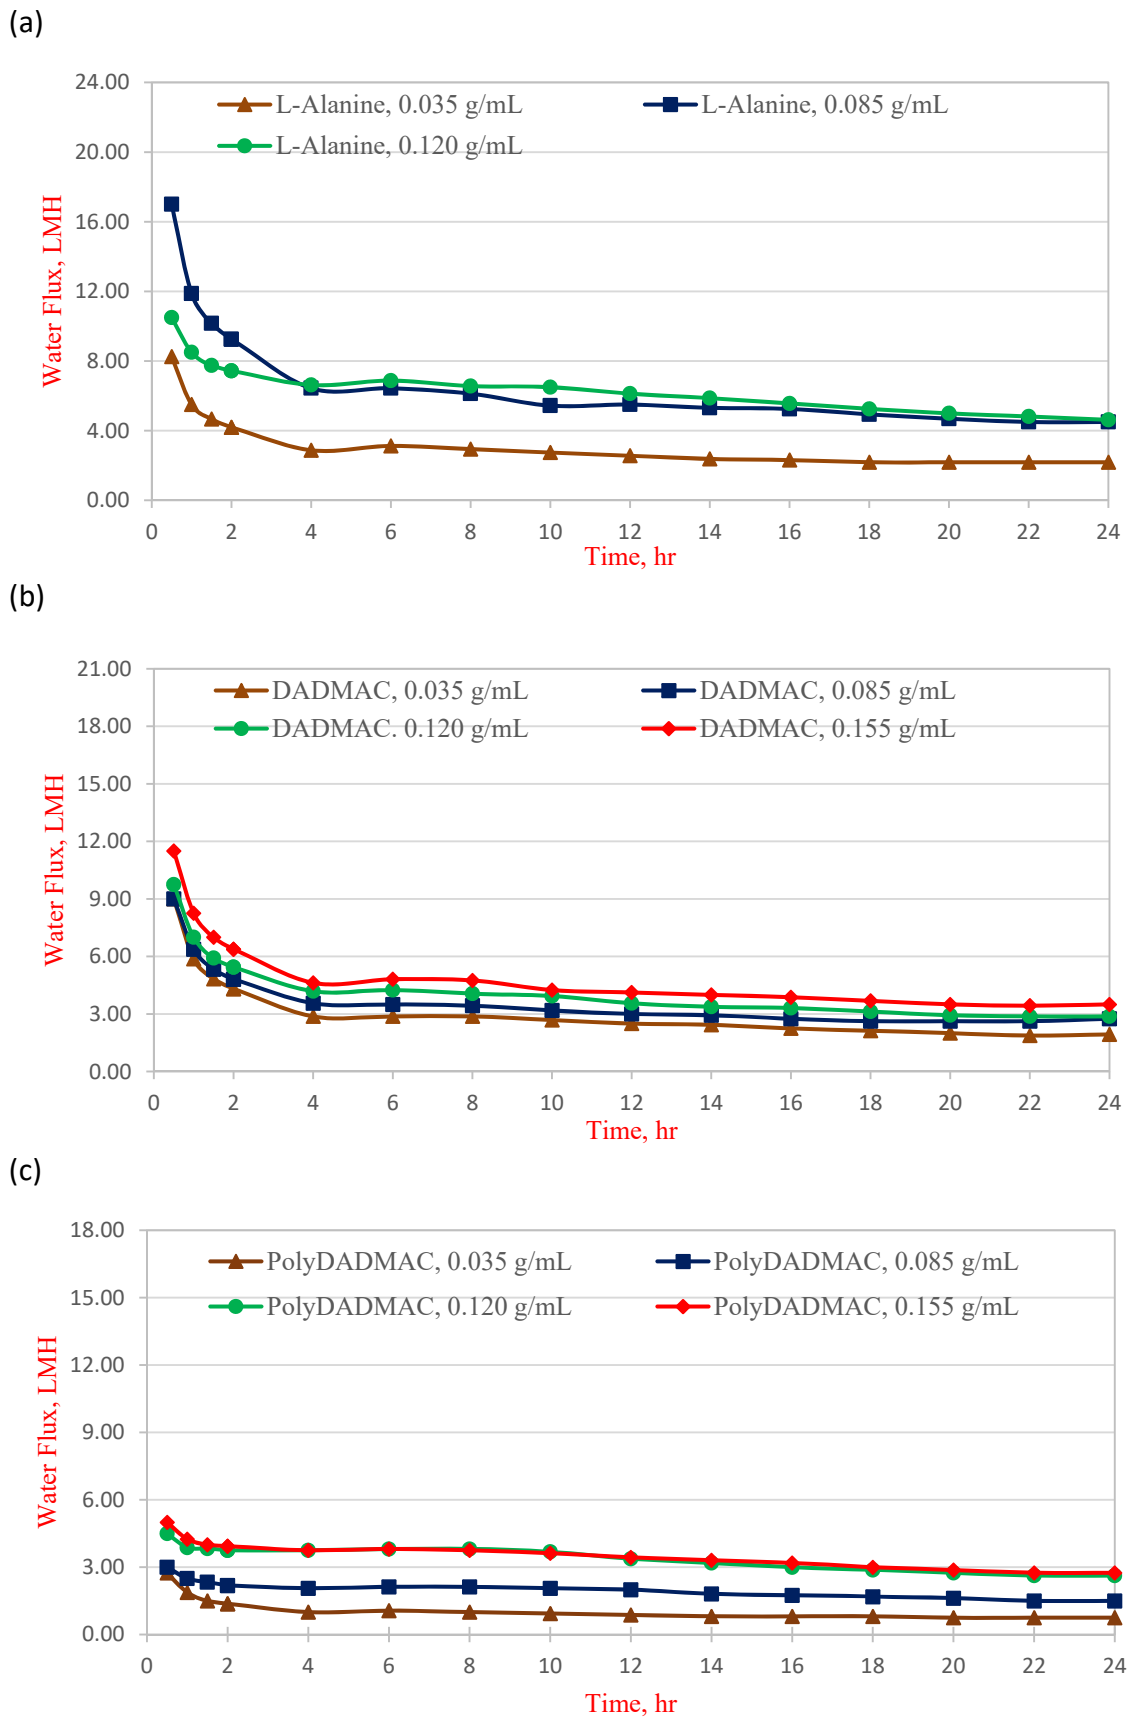 (a)
24.00
20.00
16.00
12.00
8.00
4.00
0.00
L-Alanine, 0.035 g/mL
L-Alanine, 0.085 g/mL
L-Alanine, 0.120 g/mL
Water Flux, LMH
0 2 4 6 8 10 12 14 16 18 20 22 24
Time, hr
(b)
21.00
18.00
15.00
12.00
9.00
6.00
3.00
0.00
DADMAC, 0.035 g/mL
DADMAC, 0.085 g/mL
DADMAC. 0.120 g/mL
DADMAC, 0.155 g/mL
Water Flux, LMH
0 2 4 6 8 10 12 14 16 18 20 22 24
Time, hr
(c)
18.00
15.00
12.00
9.00
6.00
3.00
0.00
PolyDADMAC, 0.035 g/mL
PolyDADMAC, 0.085 g/mL
PolyDADMAC, 0.120 g/mL
PolyDADMAC, 0.155 g/mL
Water Flux, LMH
0 2 4 6 8 10 12 14 16 18 20 22 24
Time, hr